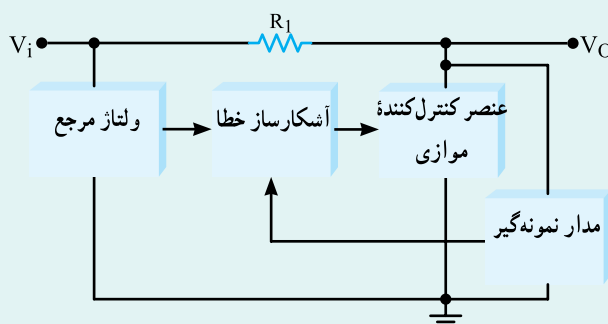 R1
Vi
VO
ولتاژ مرجع
آشکارساز خطا
عنصر کنترل‌کنندهٔ
موازی
مدار نمونه‌گیر